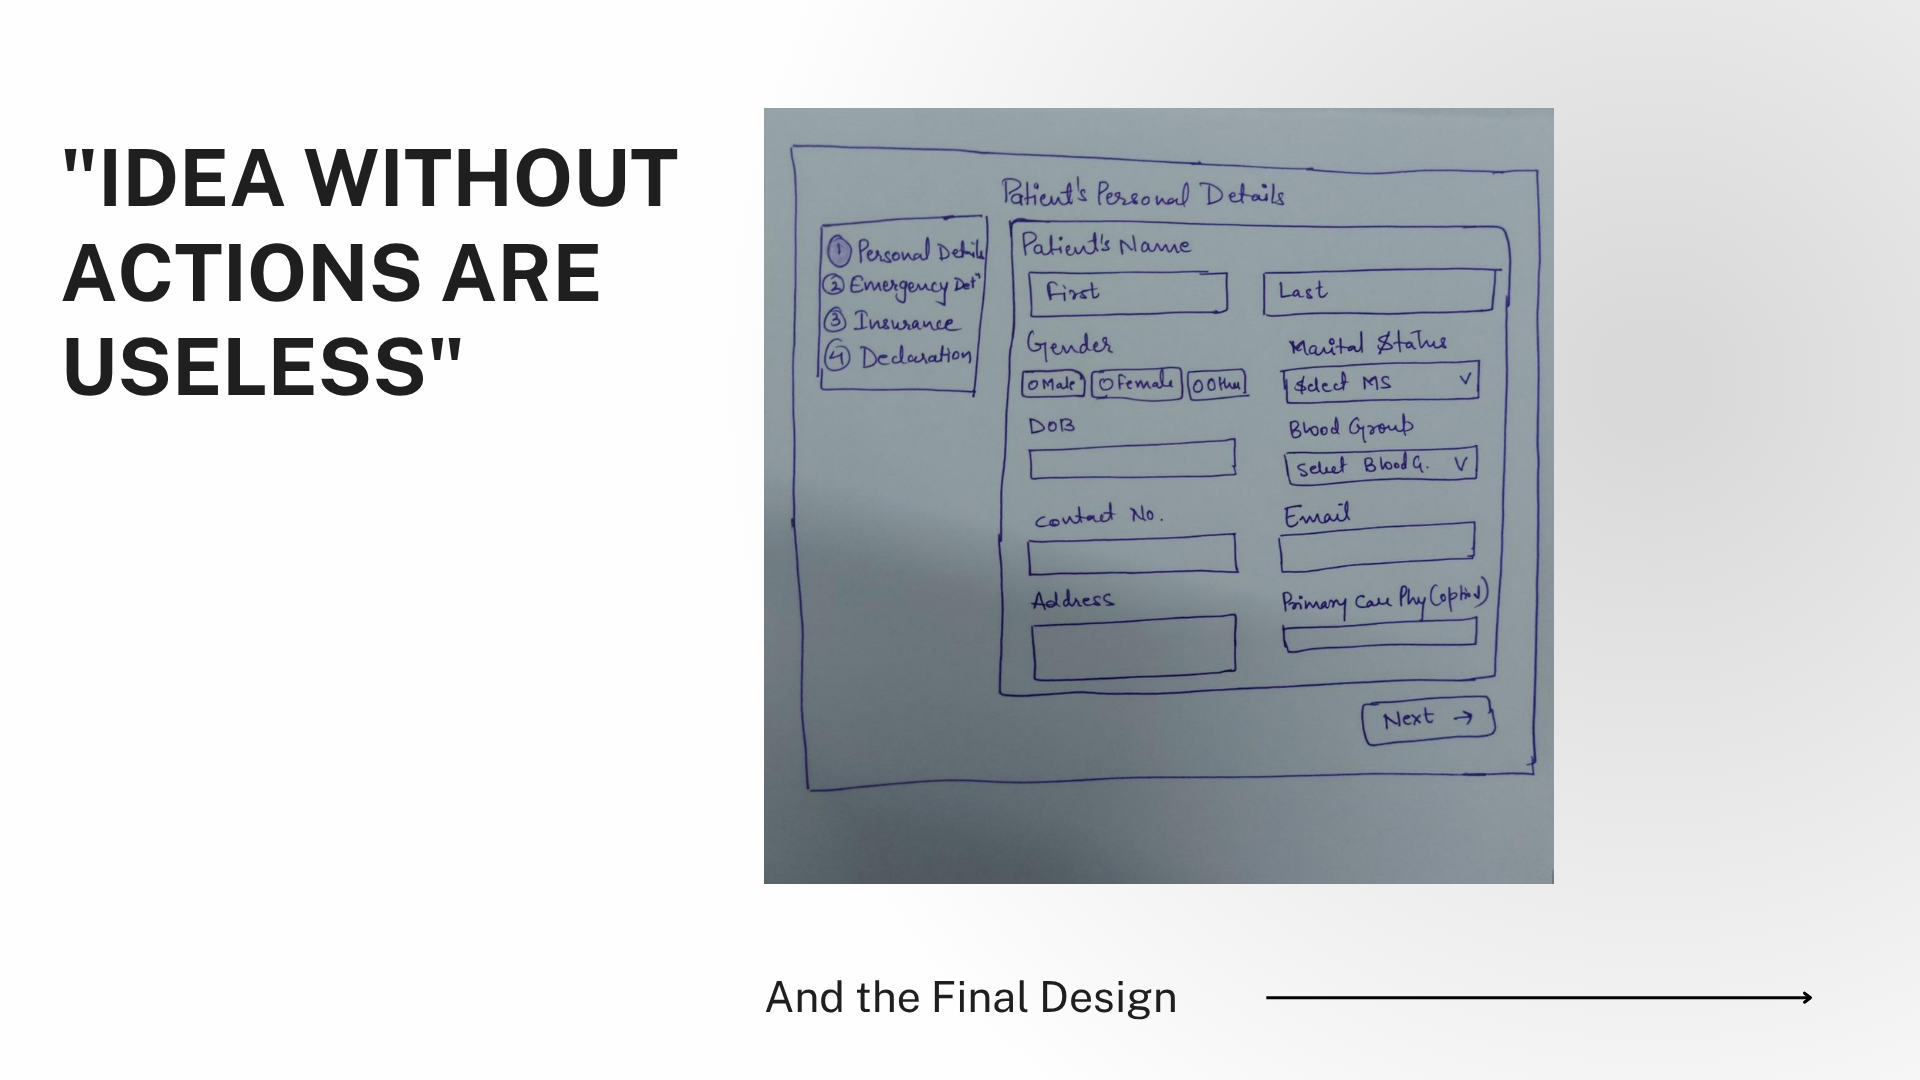 "IDEA WITHOUT
ACTIONS ARE
USELESS"
Patient's Personal Details
1 Personal Details
2 Emergency Det"
3 Insurance
4 Declaration
Patient's Name
First Last
Gender Marital Status
Male Female Other Select MS
DOB Blood Group
Select Blood G.
Contact No. Email
Address Primary Care Phy
Next →
And the Final Design